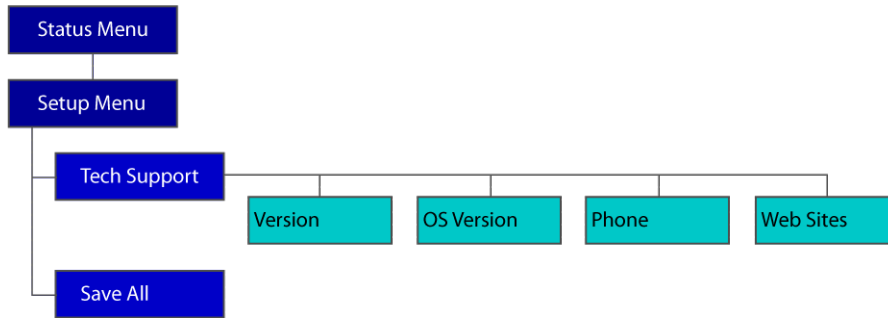 Status Menu
Setup Menu
Tech Support
Version
OS Version
Phone
Web Sites
Save All